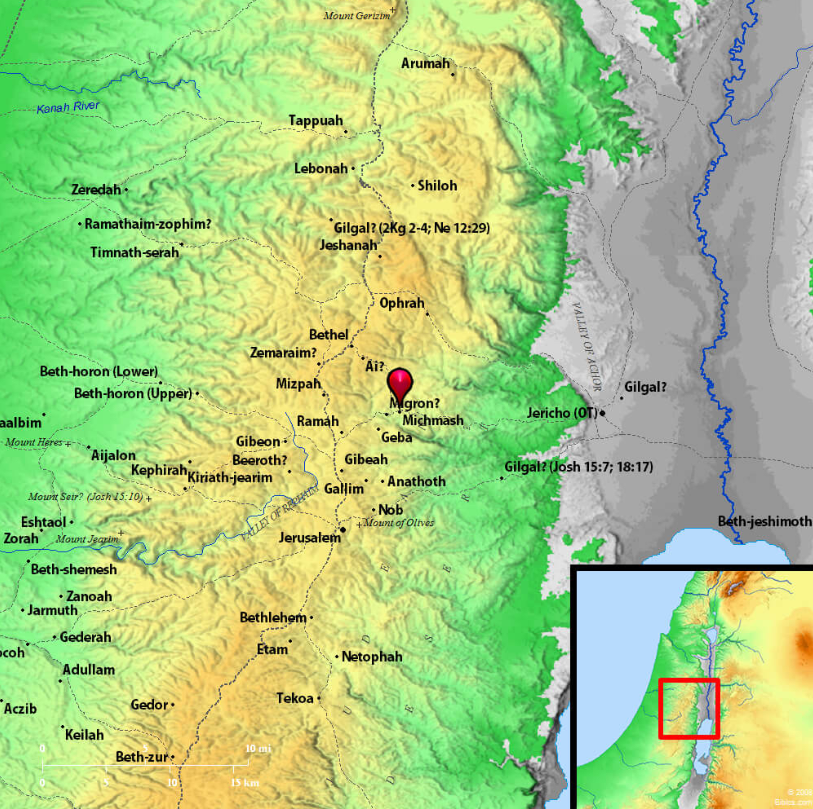 Mount Gerizim
Arumah
Kanah River
Tappuah
Lebonah
Zeredah
Shiloh
Ramathaim-zophim?
Gilgal? (2Kg 2-4; Ne 12:29)
Jeshanah
Timnath-serah
Ophrah
VALLEY OF ACHOR
Bethel
Zemaraim?
Ai?
Beth-horon (Lower)
Mizpah
Gilgal?
Beth-horon (Upper)
Migron?
Jericho (OT)
aalbim
Ramah
Michmash
Mount Heres
Gibeon
Geba
Aijalon
Beeroth?
Gibeah
Kephirah
Gilgal? (Josh 15:7; 18:17)
Kiriath-jearim
Gallim
Anathoth
Mount Seir? (Josh 15:10)
VALLEY OF REPHAIM
Nob
Eshtaol
Mount of Olives
Beth-jeshimoth
Zorah
Mount Jearim
Jerusalem
Beth-shemesh
Zanoah
Jarmuth
Bethlehem
Gederah
Etam
ocoh
Netophah
Adullam
Tekoa
Gedor
Aczib
Keilah
0 5 10 mi
Beth-zur
0 5 10 15 km